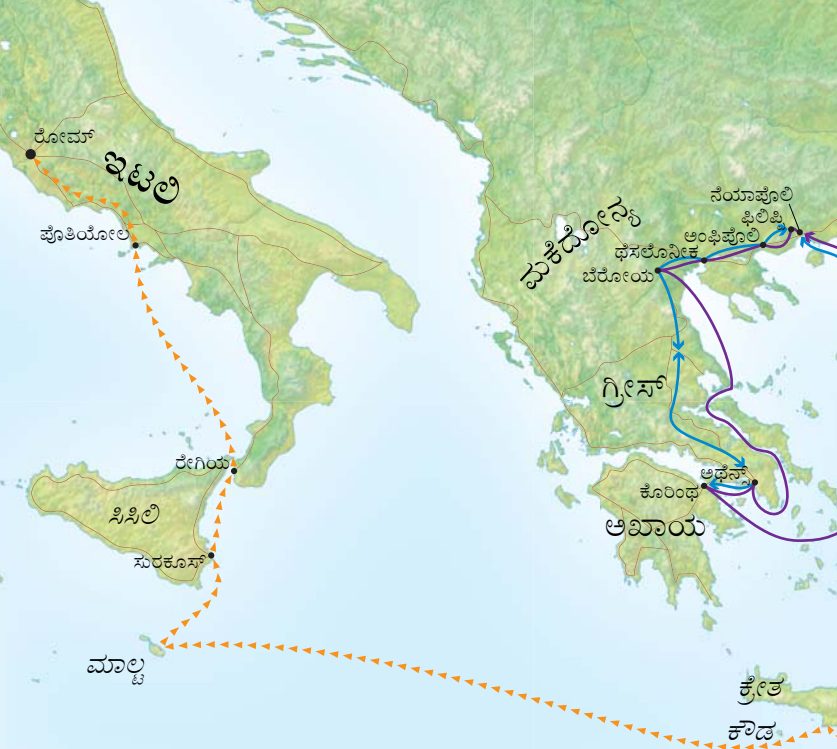 ರೋಮ್
ಇಟಲಿ
ಪೊತಿಯೋಲ
ನೆಯಾಪೊಲಿ
ಫಿಲಿಪ್ಪಿ
ಅಂಫಿಪೊಲಿ
ಥೆಸಲೊನೀಕ
ಬೆರೋಯ
ಮಕೆದೋನ್ಯ
ಗ್ರೀಸ್
ರೇಗಿಯ
ಅಥೆನ್ಸ್
ಕೊರಿಂಥ
ಸಿಸಿಲಿ
ಅಖಾಯ
ಸುರಕೂಸ್
ಮಾಲ್ಟ
ಕ್ರೇತ
ಕೌಡ